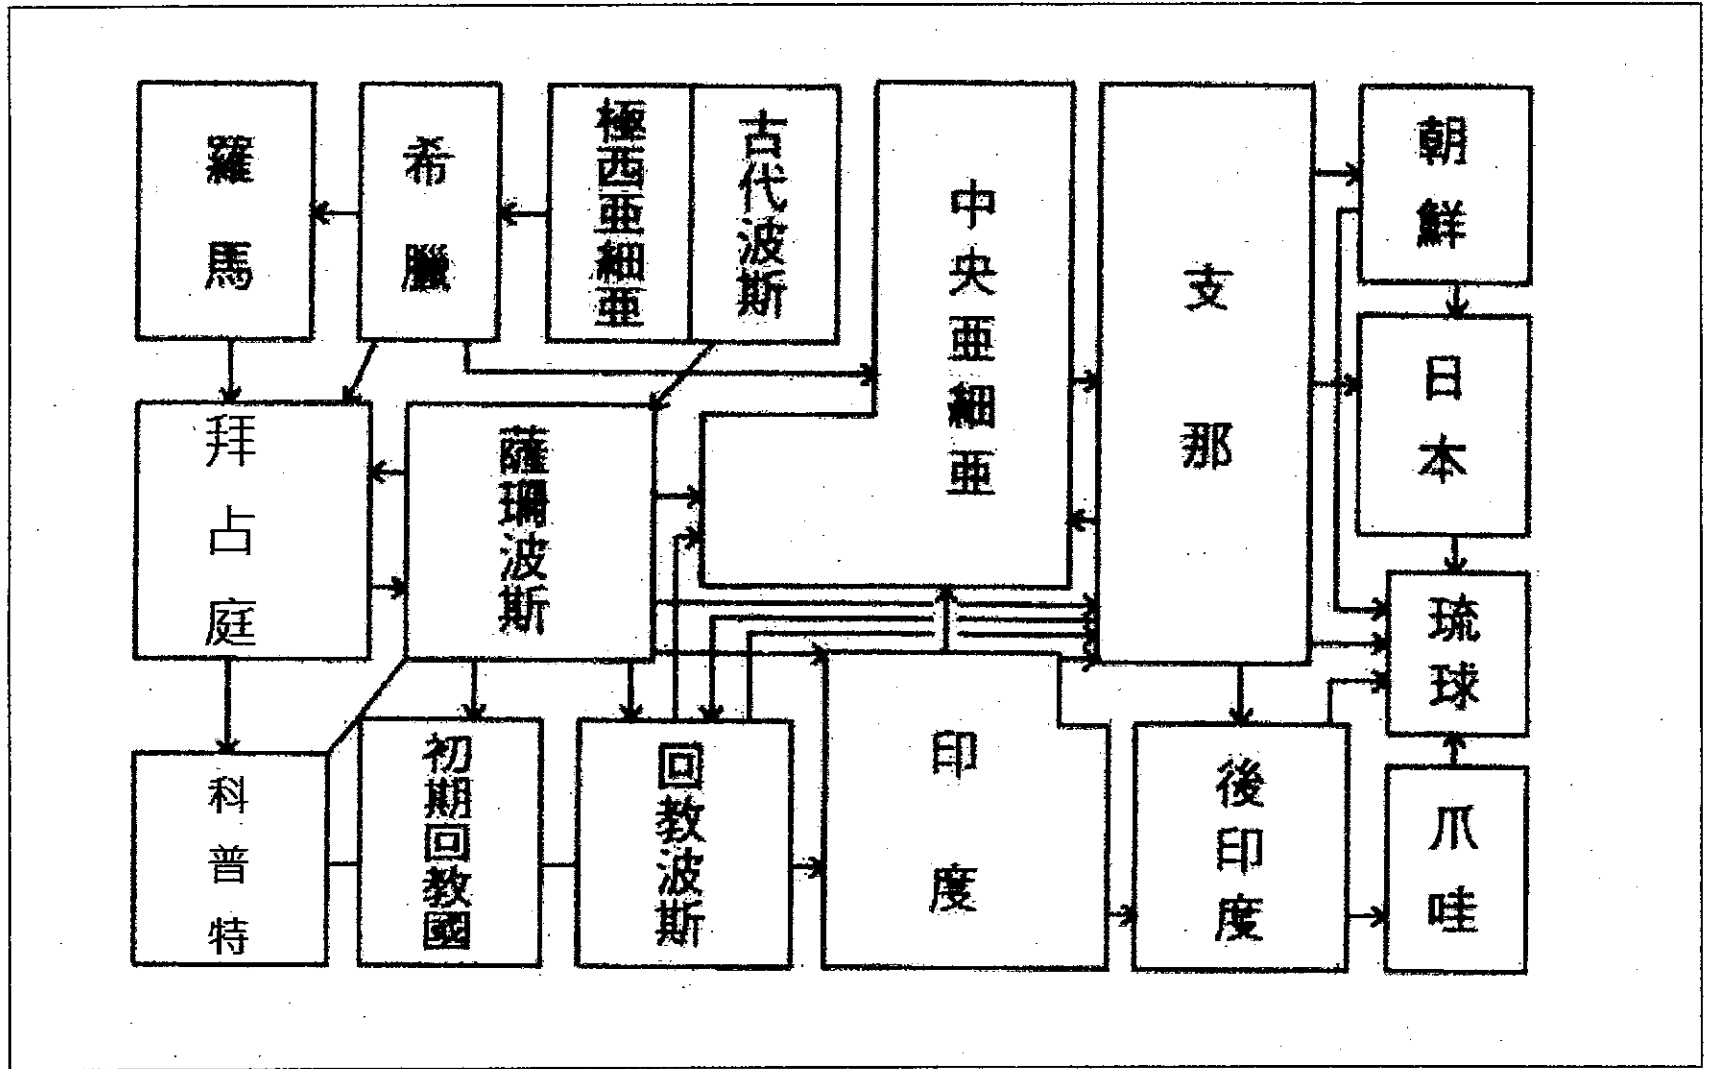 羅馬
希臘
極西亜細亜
古代波斯
中央亜細亜
支那
朝鮮
日本
拜占庭
薩珊波斯
琉球
科普特
初期回教國
回教波斯
印度
後印度
爪哇